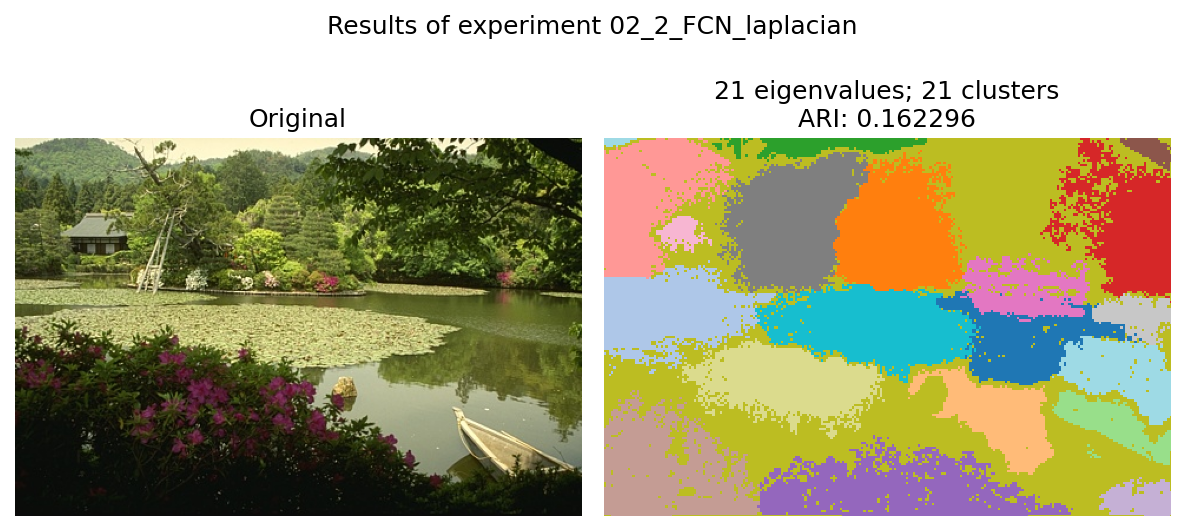 Results of experiment 02_2_FCN_laplacian
Original
21 eigenvalues; 21 clusters
ARI: 0.162296